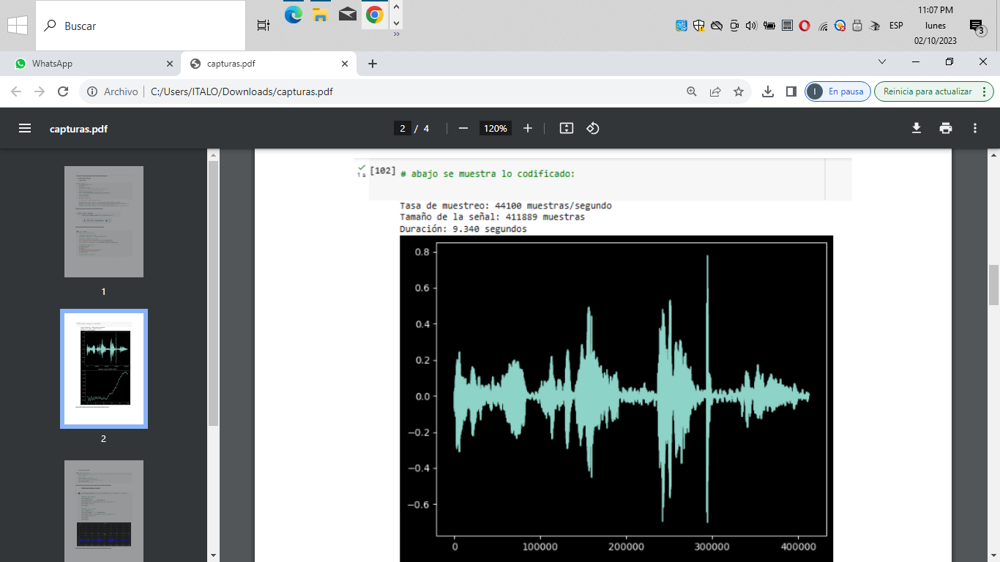 Buscar
ESP
11:07 PM
lunes
02/10/2023
3
WhatsApp
capturas.pdf
Archivo
C:/Users/ITALO/Downloads/capturas.pdf
I
En pausa
Reinicia para actualizar
capturas.pdf
2 / 4
120%
1
2
[102]
1 s
# abajo se muestra lo codificado:
Tasa de muestreo: 44100 muestras/segundo
Tamaño de la señal: 411889 muestras
Duración: 9.340 segundos
0.8
0.6
0.4
0.2
0.0
−0.2
−0.4
−0.6
0 100000 200000 300000 400000